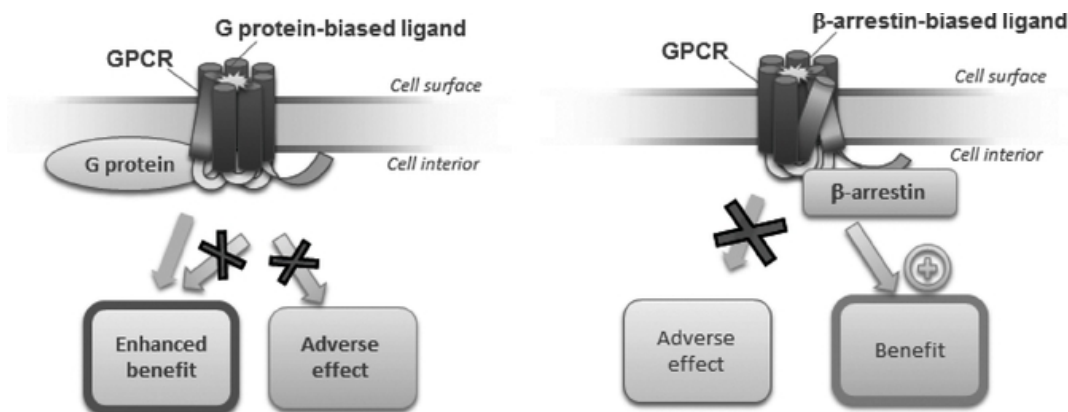 G protein-biased ligand
GPCR
Cell surface
G protein
Cell interior
Enhanced
benefit
Adverse
effect
β-arrestin-biased ligand
GPCR
Cell surface
Cell interior
β-arrestin
Adverse
effect
Benefit